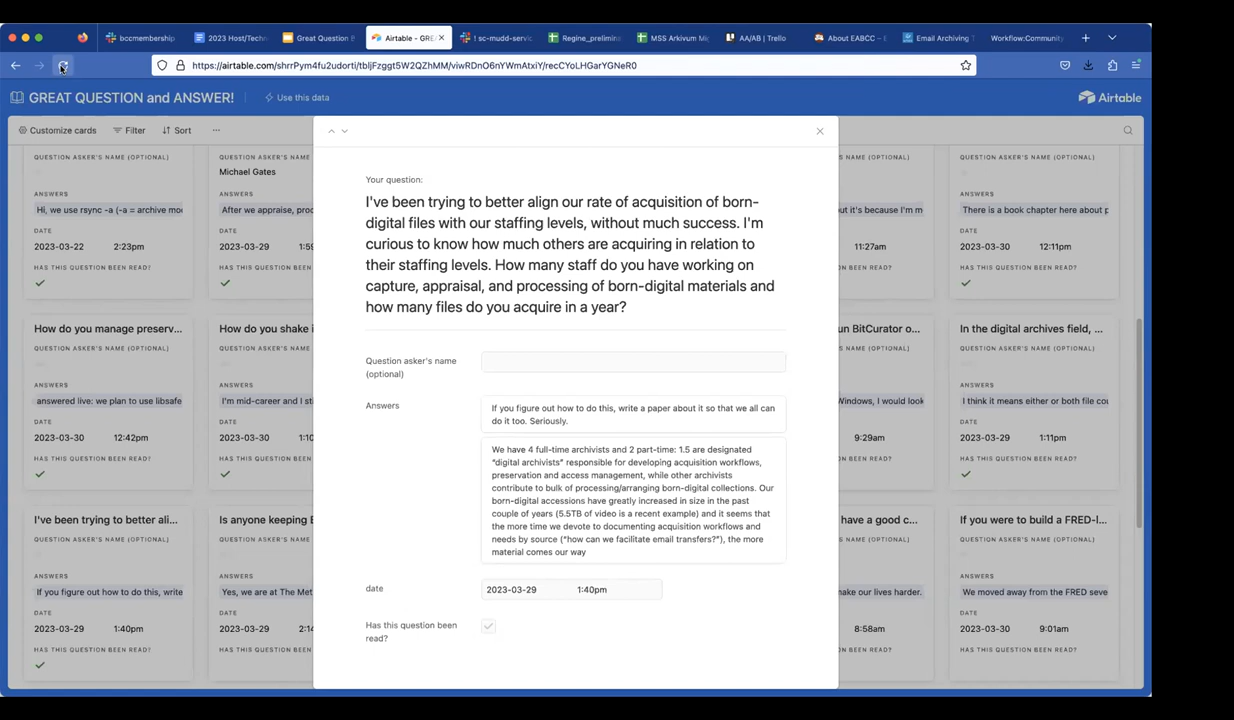 bccmembership
2023 Host/Tech
Great Question B
Airtable - GRE
! sc-mudd-servic
Regine_prelimin
MSS Arkivum Mi
AA/AB | Trello
About EABCC –
Email Archiving
Workflow:Community
https://airtable.com/shrrPym4fu2udorti/tbljFzggt5W2QZhMM/viwRDnO6nYWmAtxiY/recCYoLHGarYGNeR0
GREAT QUESTION and ANSWER!
Use this data
Airtable
Customize cards
Filter
Sort
...
QUESTION ASKER'S NAME (OPTIONAL)
QUESTION ASKER'S NAME (OPTIONAL)
QUESTION ASKER'S NAME (OPTIONAL)
Michael Gates
ANSWERS
ANSWERS
ANSWERS
Hi, we use rsync -a (-a = archive mod
After we appraise, proc
ut it's because I'm m
There is a book chapter here about p
DATE
DATE
DATE
2023-03-22 2:23pm
2023-03-29 1:59
11:27am
2023-03-30 12:11pm
HAS THIS QUESTION BEEN READ?
HAS THIS QUESTION BEEN
HAS THIS QUESTION BEEN READ?
How do you manage preserv...
How do you shake i
un BitCurator o...
In the digital archives field, ...
QUESTION ASKER'S NAME (OPTIONAL)
QUESTION ASKER'S NAME
QUESTION ASKER'S NAME (OPTIONAL)
ANSWERS
ANSWERS
ANSWERS
answered live: we plan to use libsafe
I'm mid-career and I sti
Windows, I would look
I think it means either or both file cou
DATE
DATE
DATE
2023-03-30 12:42pm
2023-03-30 1:10
9:29am
2023-03-30 1:11pm
HAS THIS QUESTION BEEN READ?
HAS THIS QUESTION BEEN
HAS THIS QUESTION BEEN READ?
I've been trying to better ali...
Is anyone keeping B
have a good c...
If you were to build a FRED-l...
QUESTION ASKER'S NAME (OPTIONAL)
QUESTION ASKER'S NAME
QUESTION ASKER'S NAME (OPTIONAL)
ANSWERS
ANSWERS
ANSWERS
If you figure out how to do this, write
Yes, we are at The Met
nake our lives harder.
We moved away from the FRED seve
DATE
DATE
DATE
2023-03-29 1:40pm
2023-03-29 2:14
8:58am
2023-03-30 9:01am
HAS THIS QUESTION BEEN READ?
HAS THIS QUESTION BEEN
HAS THIS QUESTION BEEN READ?
Your question:
I've been trying to better align our rate of acquisition of born-
digital files with our staffing levels, without much success. I'm
curious to know how much others are acquiring in relation to
their staffing levels. How many staff do you have working on
capture, appraisal, and processing of born-digital materials and
how many files do you acquire in a year?
Question asker's name
(optional)
Answers
If you figure out how to do this, write a paper about it so that we all can
do it too. Seriously.
We have 4 full-time archivists and 2 part-time: 1.5 are designated
"digital archivists" responsible for developing acquisition workflows,
preservation and access management, while other archivists
contribute to bulk of processing/arranging born-digital collections. Our
born-digital accessions have greatly increased in size in the past
couple of years (5.5TB of video is a recent example) and it seems that
the more time we devote to documenting acquisition workflows and
needs by source ("how can we facilitate email transfers?"), the more
material comes our way
date
2023-03-29 1:40pm
Has this question been
read?